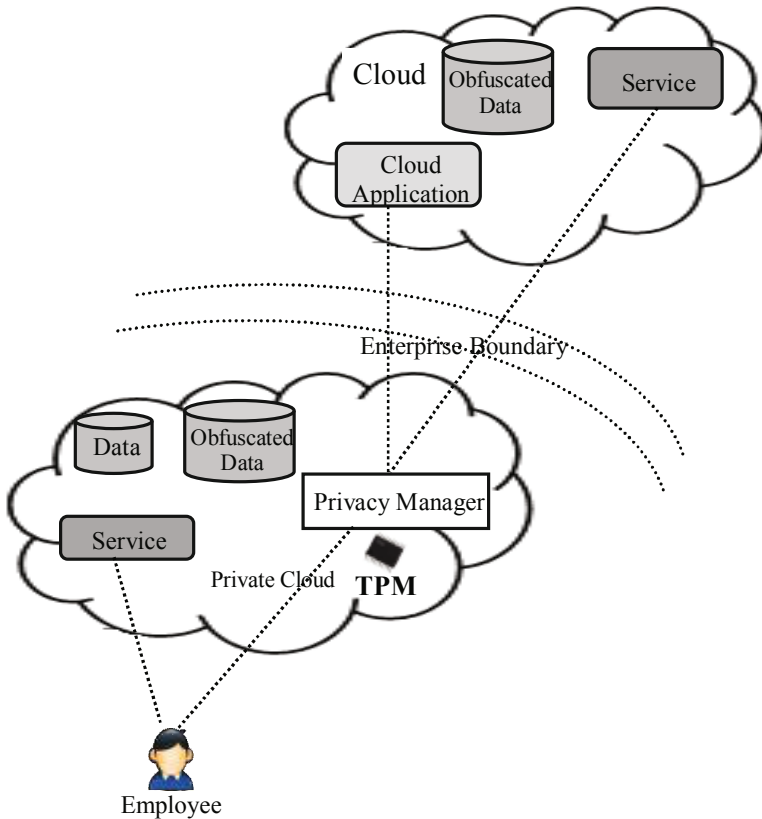 Cloud
Obfuscated
Data
Service
Cloud
Application
Enterprise Boundary
Data
Obfuscated
Data
Privacy Manager
Service
Private Cloud
TPM
Employee